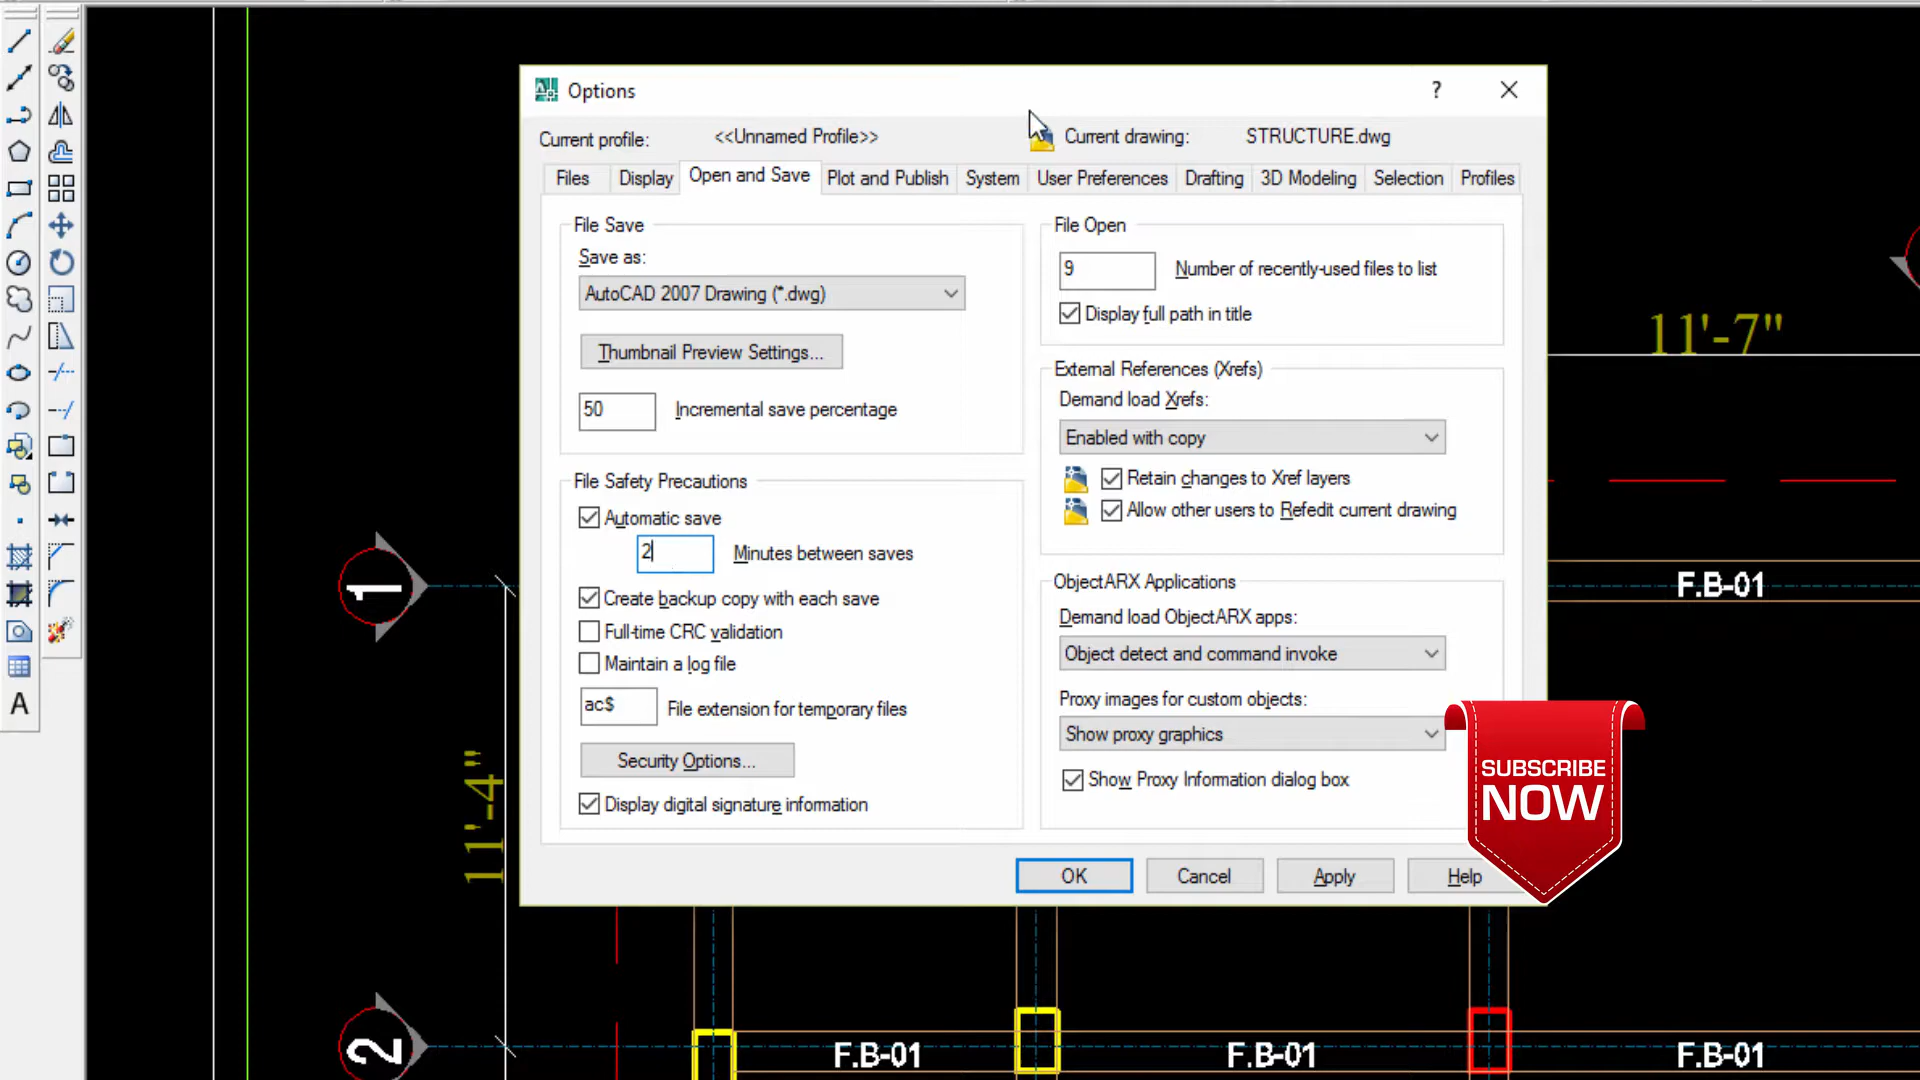 Options
?
Current profile: <<Unnamed Profile>> Current drawing: STRUCTURE.dwg
Files Display Open and Save Plot and Publish System User Preferences Drafting 3D Modeling Selection Profiles
File Save
Save as:
AutoCAD 2007 Drawing (*.dwg)
Thumbnail Preview Settings...
50 Incremental save percentage
File Safety Precautions
Automatic save
2 Minutes between saves
Create backup copy with each save
Full-time CRC validation
Maintain a log file
ac$ File extension for temporary files
Security Options...
Display digital signature information
File Open
9 Number of recently-used files to list
Display full path in title
External References (Xrefs)
Demand load Xrefs:
Enabled with copy
Retain changes to Xref layers
Allow other users to Refedit current drawing
ObjectARX Applications
Demand load ObjectARX apps:
Object detect and command invoke
Proxy images for custom objects:
Show proxy graphics
Show Proxy Information dialog box
OK Cancel Apply Help
SUBSCRIBE
NOW
A
11'-7"
1
F.B-01
11'-4"
2
F.B-01 F.B-01 F.B-01